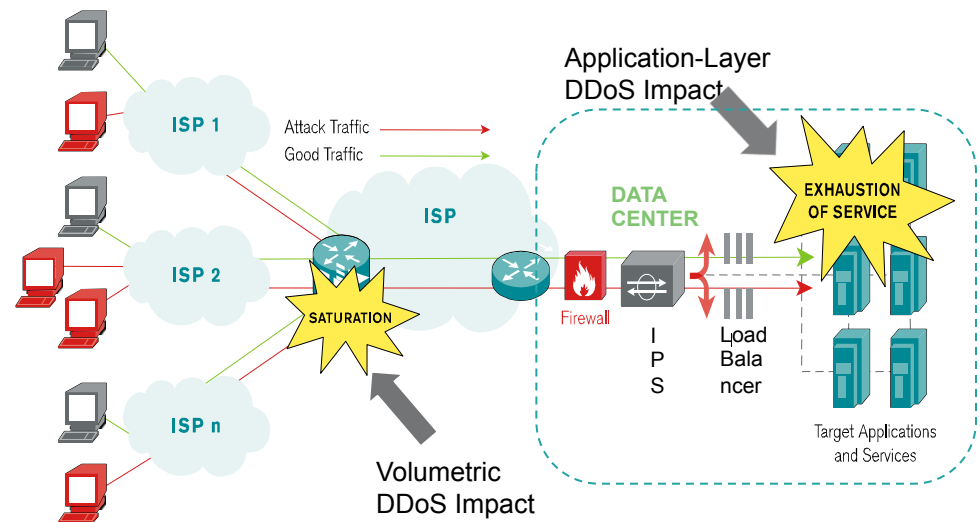 Application-Layer
DDoS Impact
ISP 1
Attack Traffic
Good Traffic
EXHAUSTION
OF SERVICE
ISP
DATA
CENTER
ISP 2
SATURATION
Firewall
I
P
S
Load
Bala
ncer
ISP n
Target Applications
and Services
Volumetric
DDoS Impact